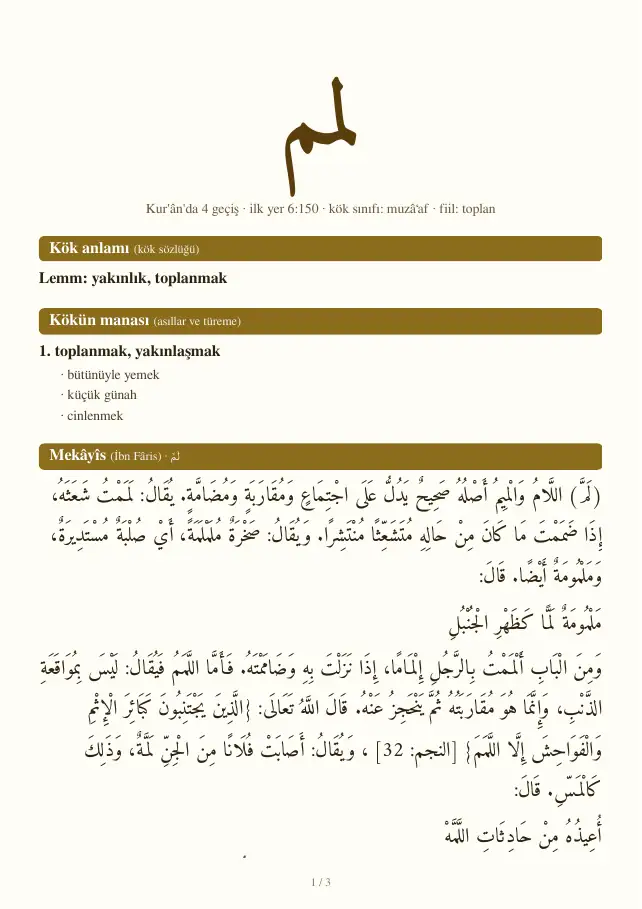 لمم
Kur'ân'da 4 geçiş · ilk yer 6:150 · kök sınıfı: muzâ'af · fiil: toplan
Kök anlamı (kök sözlüğü)
Lemm: yakınlık, toplanmak
Kökün manası (asıllar ve türeme)
1. toplanmak, yakınlaşmak
· bütünüyle yemek
· küçük günah
· cinlenmek
Mekâyîs (İbn Fâris) · لَمَّ
(لَمَّ) اللَّامُ وَالْمِيمُ أَصْلُهُ صَحِيحٌ يَدُلُّ عَلَى اجْتِمَاعٍ وَمُقَارَبَةٍ وَمُضَامَّةٍ. يُقَالُ: لَمَمْتُ شَعَثَهُ،
إِذَا ضَمَمْتَ مَا كَانَ مِنْ حَالِهِ مُتَشَعِّثًا مُنْتَشِرًا. وَيُقَالُ: صَخْرَةٌ مُلَمْلَمَةٌ، أَيْ صُلْبَةٌ مُسْتَدِيرَةٌ،
وَمَلْمُومَةٌ أَيْضًا. قَالَ:
مَلْمُومَةٌ لَمًّا كَظَهْرِ الْجُنْبُلِ
وَمِنَ الْبَابِ أَلْمَمْتُ بِالرَّجُلِ إِلْمَامًا، إِذَا نَزَلْتَ بِهِ وَضَامَمْتَهُ. فَأَمَّا اللَّمَمُ فَيُقَالُ: لَيْسَ بِمُوَاقَعَةِ
الذَّنْبِ، وَإِنَّمَا هُوَ مُقَارَبَتُهُ ثُمَّ يَنْحَجِزُ عَنْهُ. قَالَ اللَّهُ تَعَالَى: {الَّذِينَ يَجْتَنِبُونَ كَبَائِرَ الْإِثْمِ
وَالْفَوَاحِشَ إِلَّا اللَّمَمَ} [النجم: 32] ، وَيُقَالُ: أَصَابَتْ فُلَانًا مِنَ الْجِنِّ لَمَّةٌ، وَذَلِكَ
كَالْمَسِّ. قَالَ:
أُعِيذُهُ مِنْ حَادِثَاتِ اللَّمَّهْ
1 / 3